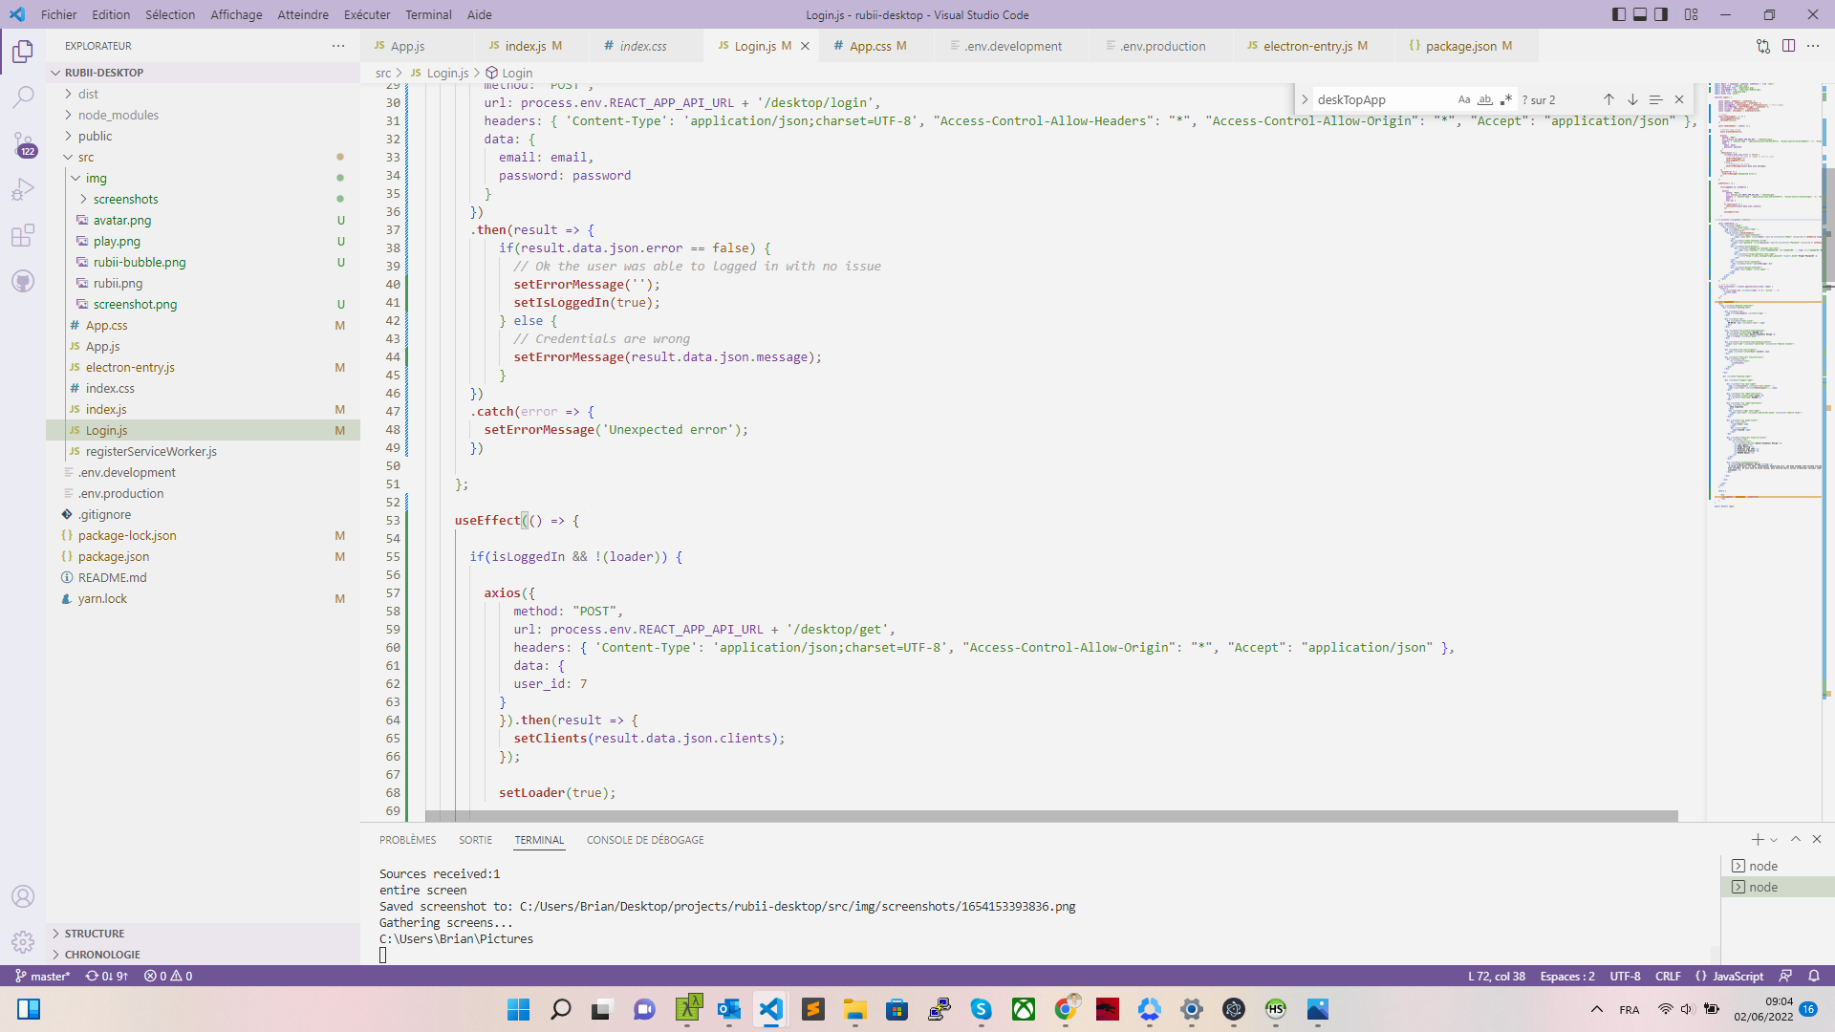 Fichier Edition Sélection Affichage Atteindre Exécuter Terminal Aide Login.js - rubii-desktop - Visual Studio Code
EXPLORATEUR
App.js
index.js M
index.css
Login.js M
App.css M
.env.development
.env.production
electron-entry.js M
package.json M
RUBII-DESKTOP
dist
node_modules
public
src
img
screenshots
avatar.png U
play.png U
rubii-bubble.png U
rubii.png
screenshot.png U
App.css M
App.js
electron-entry.js M
index.css
index.js M
Login.js M
registerServiceWorker.js
.env.development
.env.production
.gitignore
package-lock.json M
package.json M
README.md
yarn.lock M
STRUCTURE
CHRONOLOGIE
122
src > JS Login.js > Login
deskTopApp Aa ab ? sur 2
29 method: "POST",
30 url: process.env.REACT_APP_API_URL + '/desktop/login',
31 headers: { 'Content-Type': 'application/json;charset=UTF-8', "Access-Control-Allow-Headers": "*", "Access-Control-Allow-Origin": "*", "Accept": "application/json" },
32 data: {
33 email: email,
34 password: password
35 }
36 })
37 .then(result => {
38 if(result.data.json.error == false) {
39 // Ok the user was able to logged in with no issue
40 setErrorMessage('');
41 setIsLoggedIn(true);
42 } else {
43 // Credentials are wrong
44 setErrorMessage(result.data.json.message);
45 }
46 })
47 .catch(error => {
48 setErrorMessage('Unexpected error');
49 })
50
51 };
52
53 useEffect(() => {
54
55 if(isLoggedIn && !(loader)) {
56
57 axios({
58 method: "POST",
59 url: process.env.REACT_APP_API_URL + '/desktop/get',
60 headers: { 'Content-Type': 'application/json;charset=UTF-8', "Access-Control-Allow-Origin": "*", "Accept": "application/json" },
61 data: {
62 user_id: 7
63 }
64 }).then(result => {
65 setClients(result.data.json.clients);
66 });
67
68 setLoader(true);
69
PROBLÈMES SORTIE TERMINAL CONSOLE DE DÉBOGAGE
Sources received:1
entire screen
Saved screenshot to: C:/Users/Brian/Desktop/projects/rubii-desktop/src/img/screenshots/1654153393836.png
Gathering screens...
C:\Users\Brian\Pictures
node
node
master* 0↓ 9↑ 0 0 L 72, col 38 Espaces : 2 UTF-8 CRLF {} JavaScript
FRA 09:04
02/06/2022 16